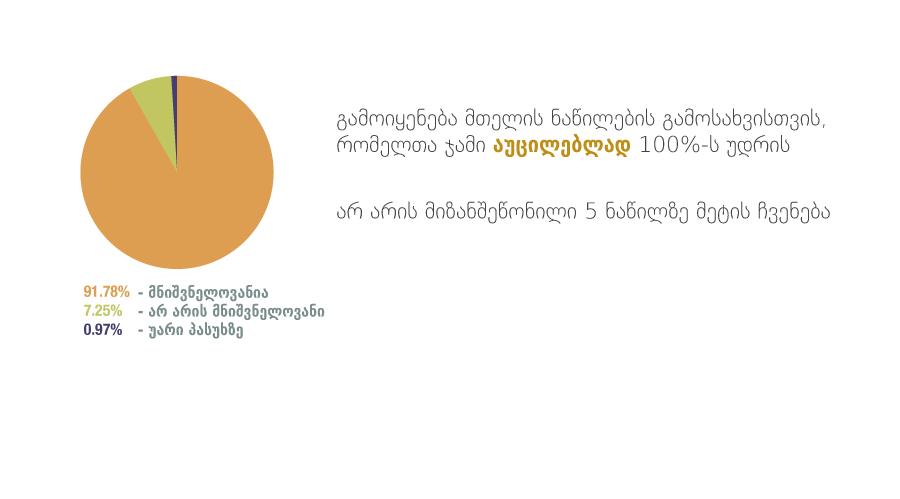 გამოიყენება მთელის ნაწილების გამოსახვისთვის,
რომელთა ჯამი აუცილებლად 100%-ს უდრის
არ არის მიზანშეწონილი 5 ნაწილზე მეტის ჩვენება
91.78% - მნიშვნელოვანია
7.25% - არ არის მნიშვნელოვანი
0.97% - უარი პასუხზე